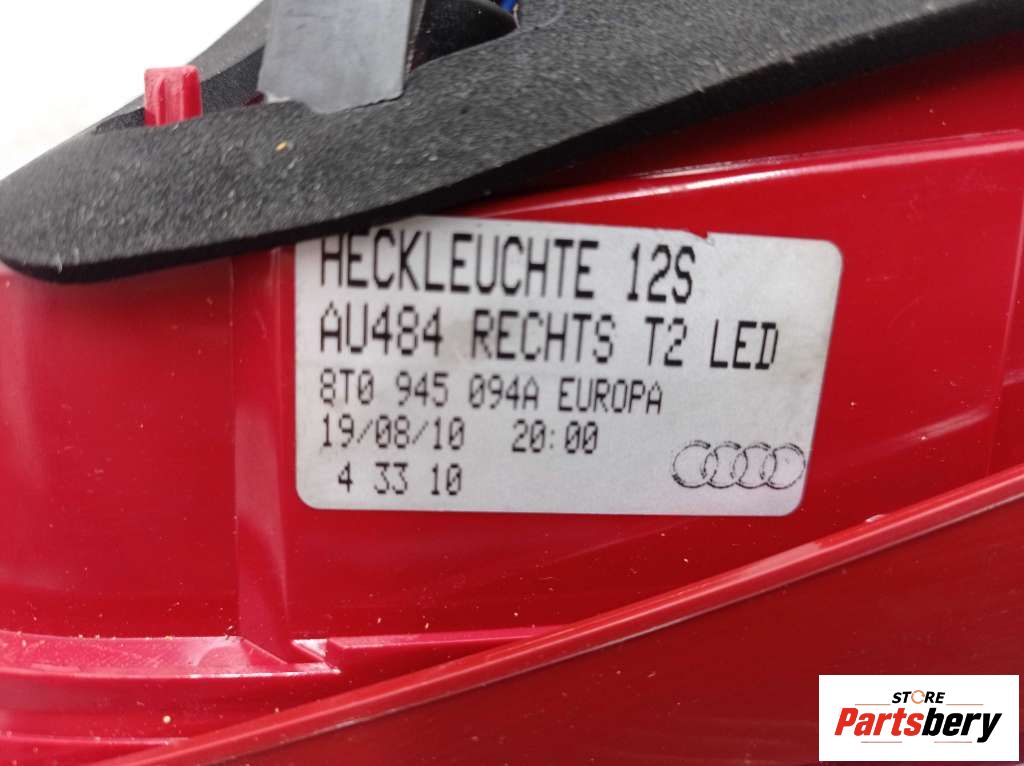 HECKLEUCHTE 12S
AU484 RECHTS T2 LED
8T0 945 094A EUROPA
19/08/10 20:00
4 33 10
STORE
Partsbery